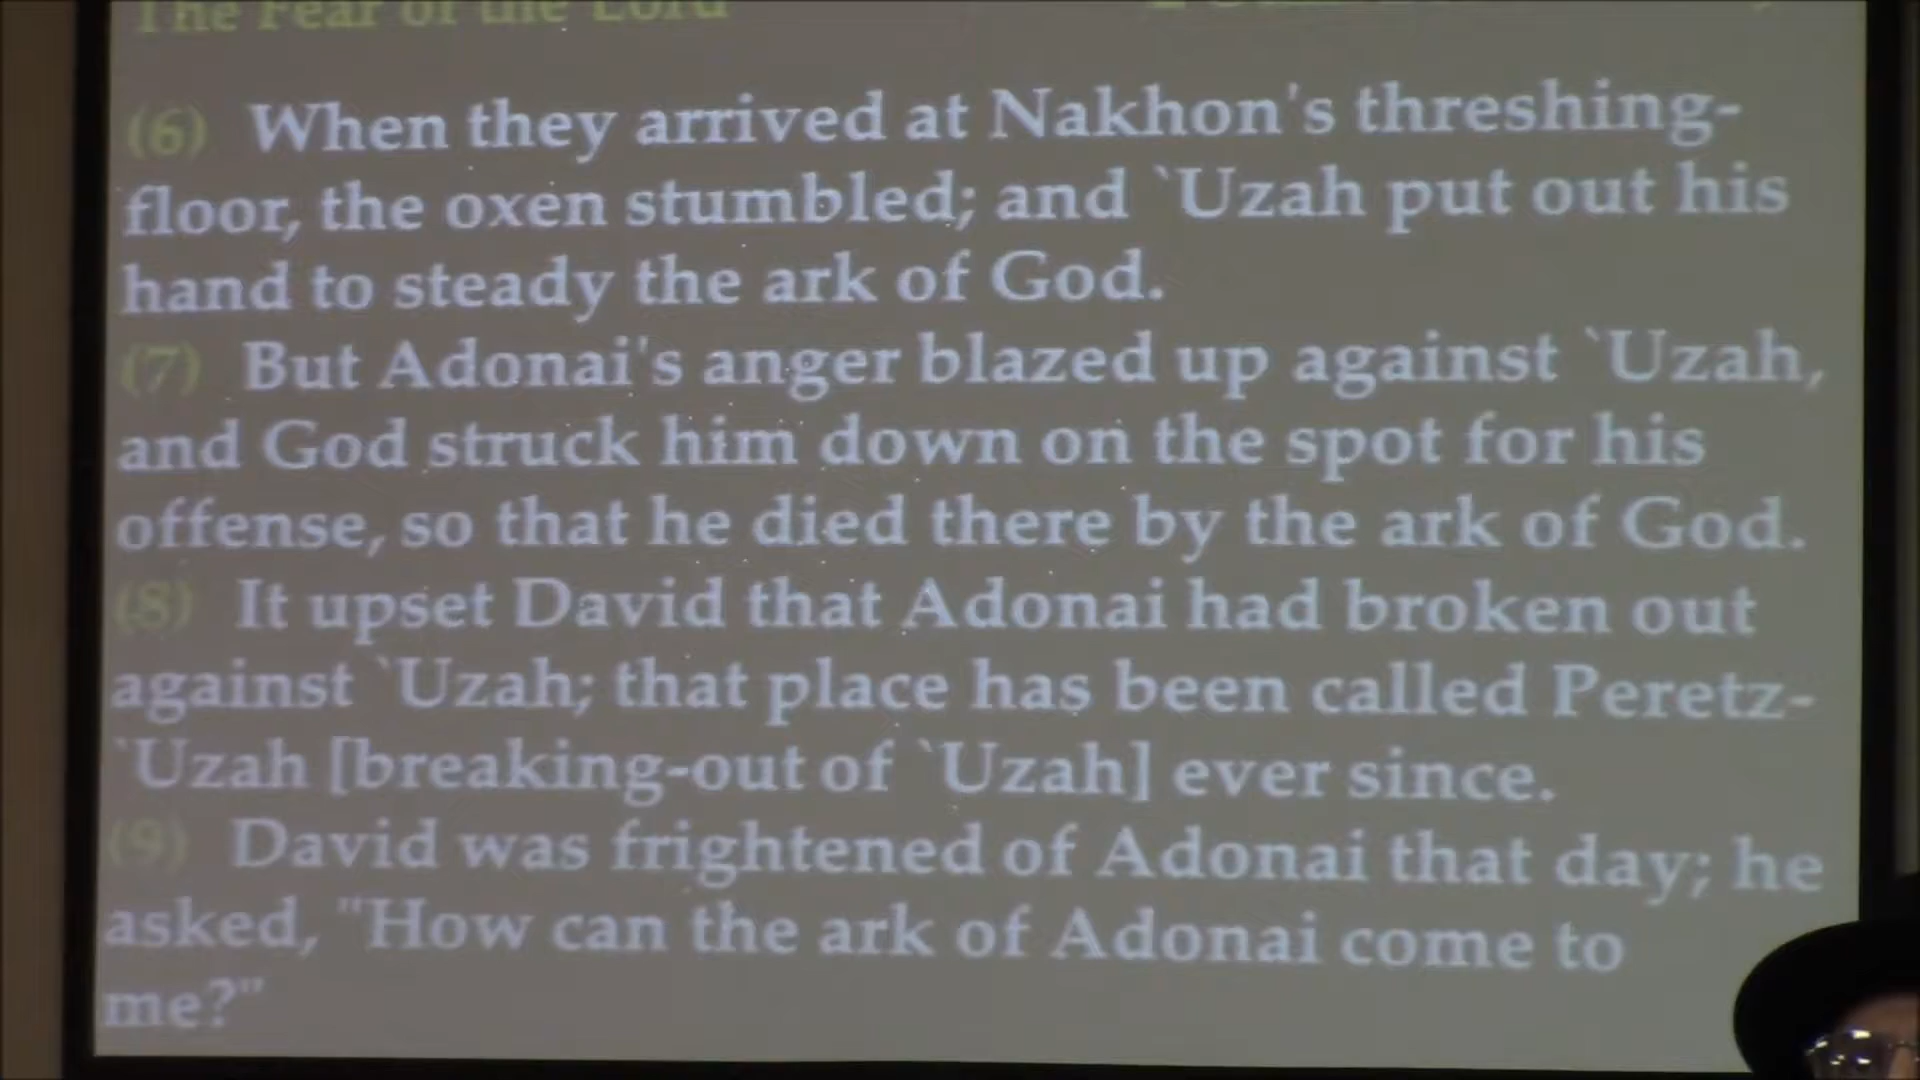 The Fear of the Lord
(6) When they arrived at Nakhon's threshing-
floor, the oxen stumbled; and `Uzah put out his
hand to steady the ark of God.
(7) But Adonai's anger blazed up against `Uzah,
and God struck him down on the spot for his
offense, so that he died there by the ark of God.
(8) It upset David that Adonai had broken out
against `Uzah; that place has been called Peretz-
`Uzah [breaking-out of `Uzah] ever since.
(9) David was frightened of Adonai that day; he
asked, "How can the ark of Adonai come to
me?"